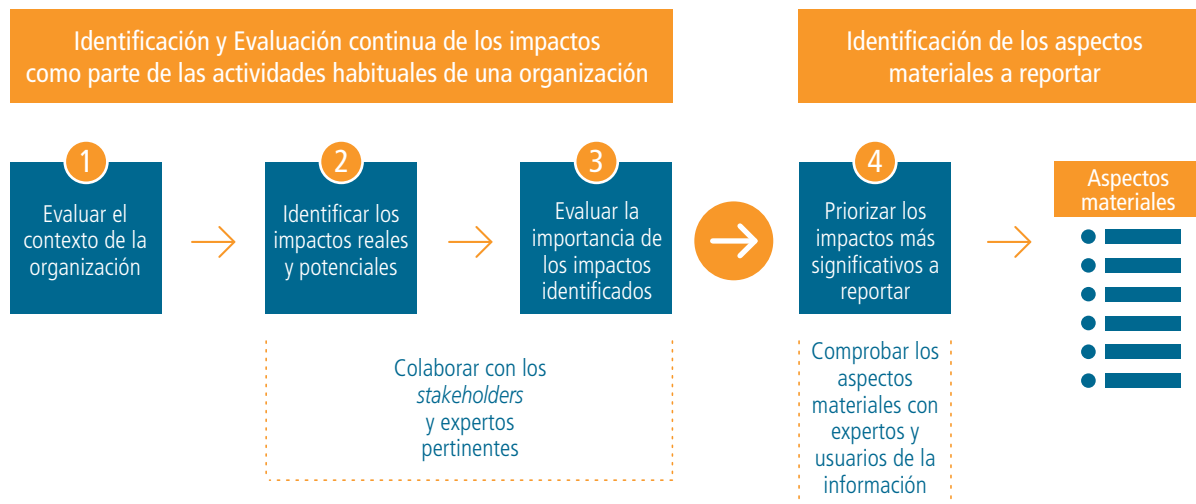 Identificación y Evaluación continua de los impactos
como parte de las actividades habituales de una organización
Identificación de los aspectos
materiales a reportar
1
Evaluar el
contexto de la
organización
2
Identificar los
impactos reales
y potenciales
3
Evaluar la
importancia de
los impactos
identificados
4
Priorizar los
impactos más
significativos a
reportar
Aspectos
materiales
Colaborar con los
stakeholders
y expertos
pertinentes
Comprobar los
aspectos
materiales con
expertos y
usuarios de la
información